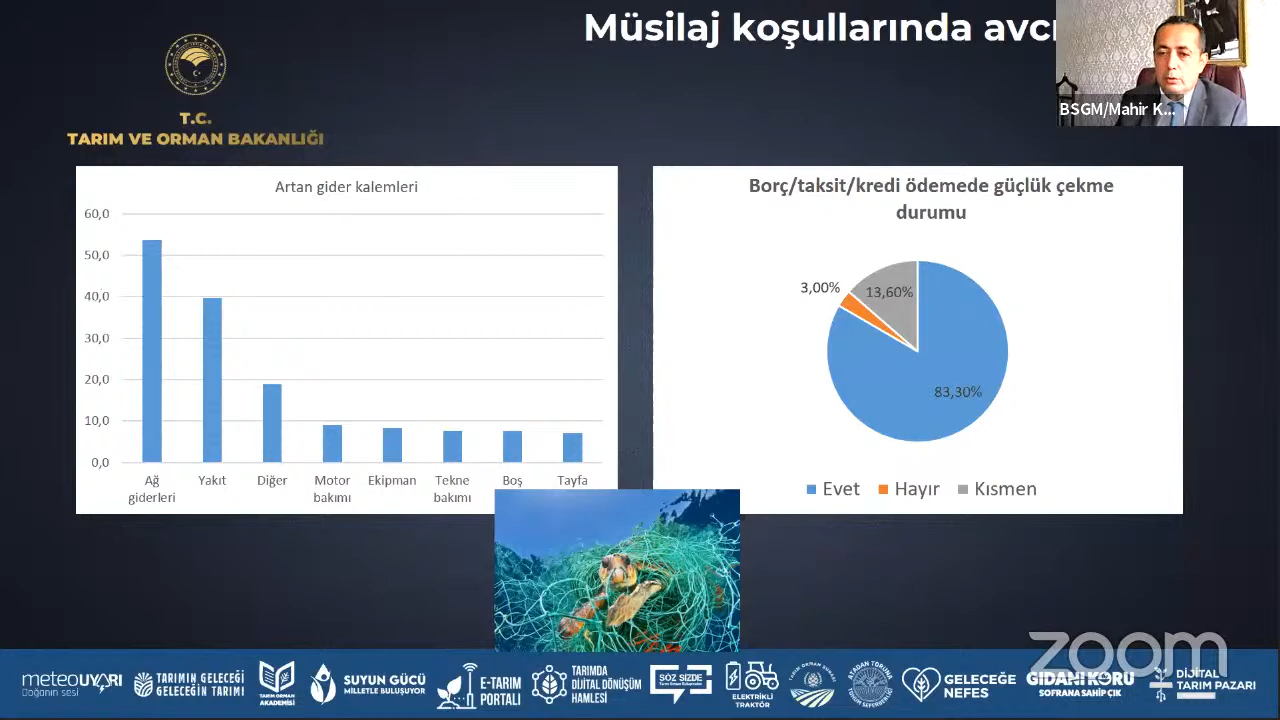 Müsilaj koşullarında avcı
T.C.
TARIM VE ORMAN BAKANLIĞI
BSGM/Mahir K...
Artan gider kalemleri
60,0
50,0
40,0
30,0
20,0
10,0
0,0
Ağ giderleri
Yakıt
Diğer
Motor bakımı
Ekipman
Tekne bakımı
Boş
Tayfa
Borç/taksit/kredi ödemede güçlük çekme
durumu
3,00%
13,60%
83,30%
Evet
Hayır
Kısmen
zoom
meteoUYARI
Doğanın sesi
TARIMIN GELECEĞİ
GELECEĞİN TARIMI
TARIM ORMAN
AKADEMİSİ
SUYUN GÜCÜ
MİLLETLE BULUŞUYOR
E-TARIM
PORTALI
TARIMDA
DİJİTAL DÖNÜŞÜM
HAMLESİ
SÖZ SİZDE
ELEKTRİKLİ
TRAKTÖR
GELECEĞE
NEFES
GIDANI KORU
SOFRANA SAHİP ÇIK
DİJİTAL
TARIM PAZARI